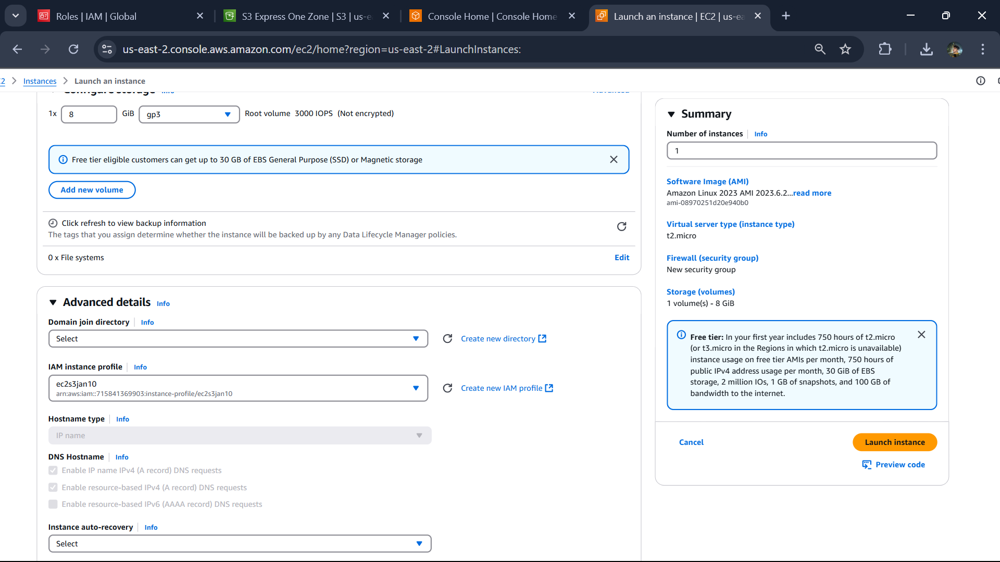 Roles | IAM | Global
S3 Express One Zone | S3 | us-ea
Console Home | Console Home
Launch an instance | EC2 | us-ea
us-east-2.console.aws.amazon.com/ec2/home?region=us-east-2#LaunchInstances:
Instances
Launch an instance
Configure storage Info
Advanced
1x 8 GiB gp3 Root volume 3000 IOPS (Not encrypted)
Free tier eligible customers can get up to 30 GB of EBS General Purpose (SSD) or Magnetic storage
Add new volume
Click refresh to view backup information
The tags that you assign determine whether the instance will be backed up by any Data Lifecycle Manager policies.
0 x File systems
Edit
Advanced details Info
Domain join directory Info
Select
Create new directory
IAM instance profile Info
ec2s3jan10
arn:aws:iam::715841369903:instance-profile/ec2s3jan10
Create new IAM profile
Hostname type Info
IP name
DNS Hostname Info
Enable IP name IPv4 (A record) DNS requests
Enable resource-based IPv4 (A record) DNS requests
Enable resource-based IPv6 (AAAA record) DNS requests
Instance auto-recovery Info
Select
Summary
Number of instances Info
1
Software Image (AMI)
Amazon Linux 2023 AMI 2023.6.2...read more
ami-08970251d20e940b0
Virtual server type (instance type)
t2.micro
Firewall (security group)
New security group
Storage (volumes)
1 volume(s) - 8 GiB
Free tier: In your first year includes 750 hours of t2.micro
(or t3.micro in the Regions in which t2.micro is unavailable)
instance usage on free tier AMIs per month, 750 hours of
public IPv4 address usage per month, 30 GiB of EBS
storage, 2 million IOs, 1 GB of snapshots, and 100 GB of
bandwidth to the internet.
Cancel
Launch instance
Preview code